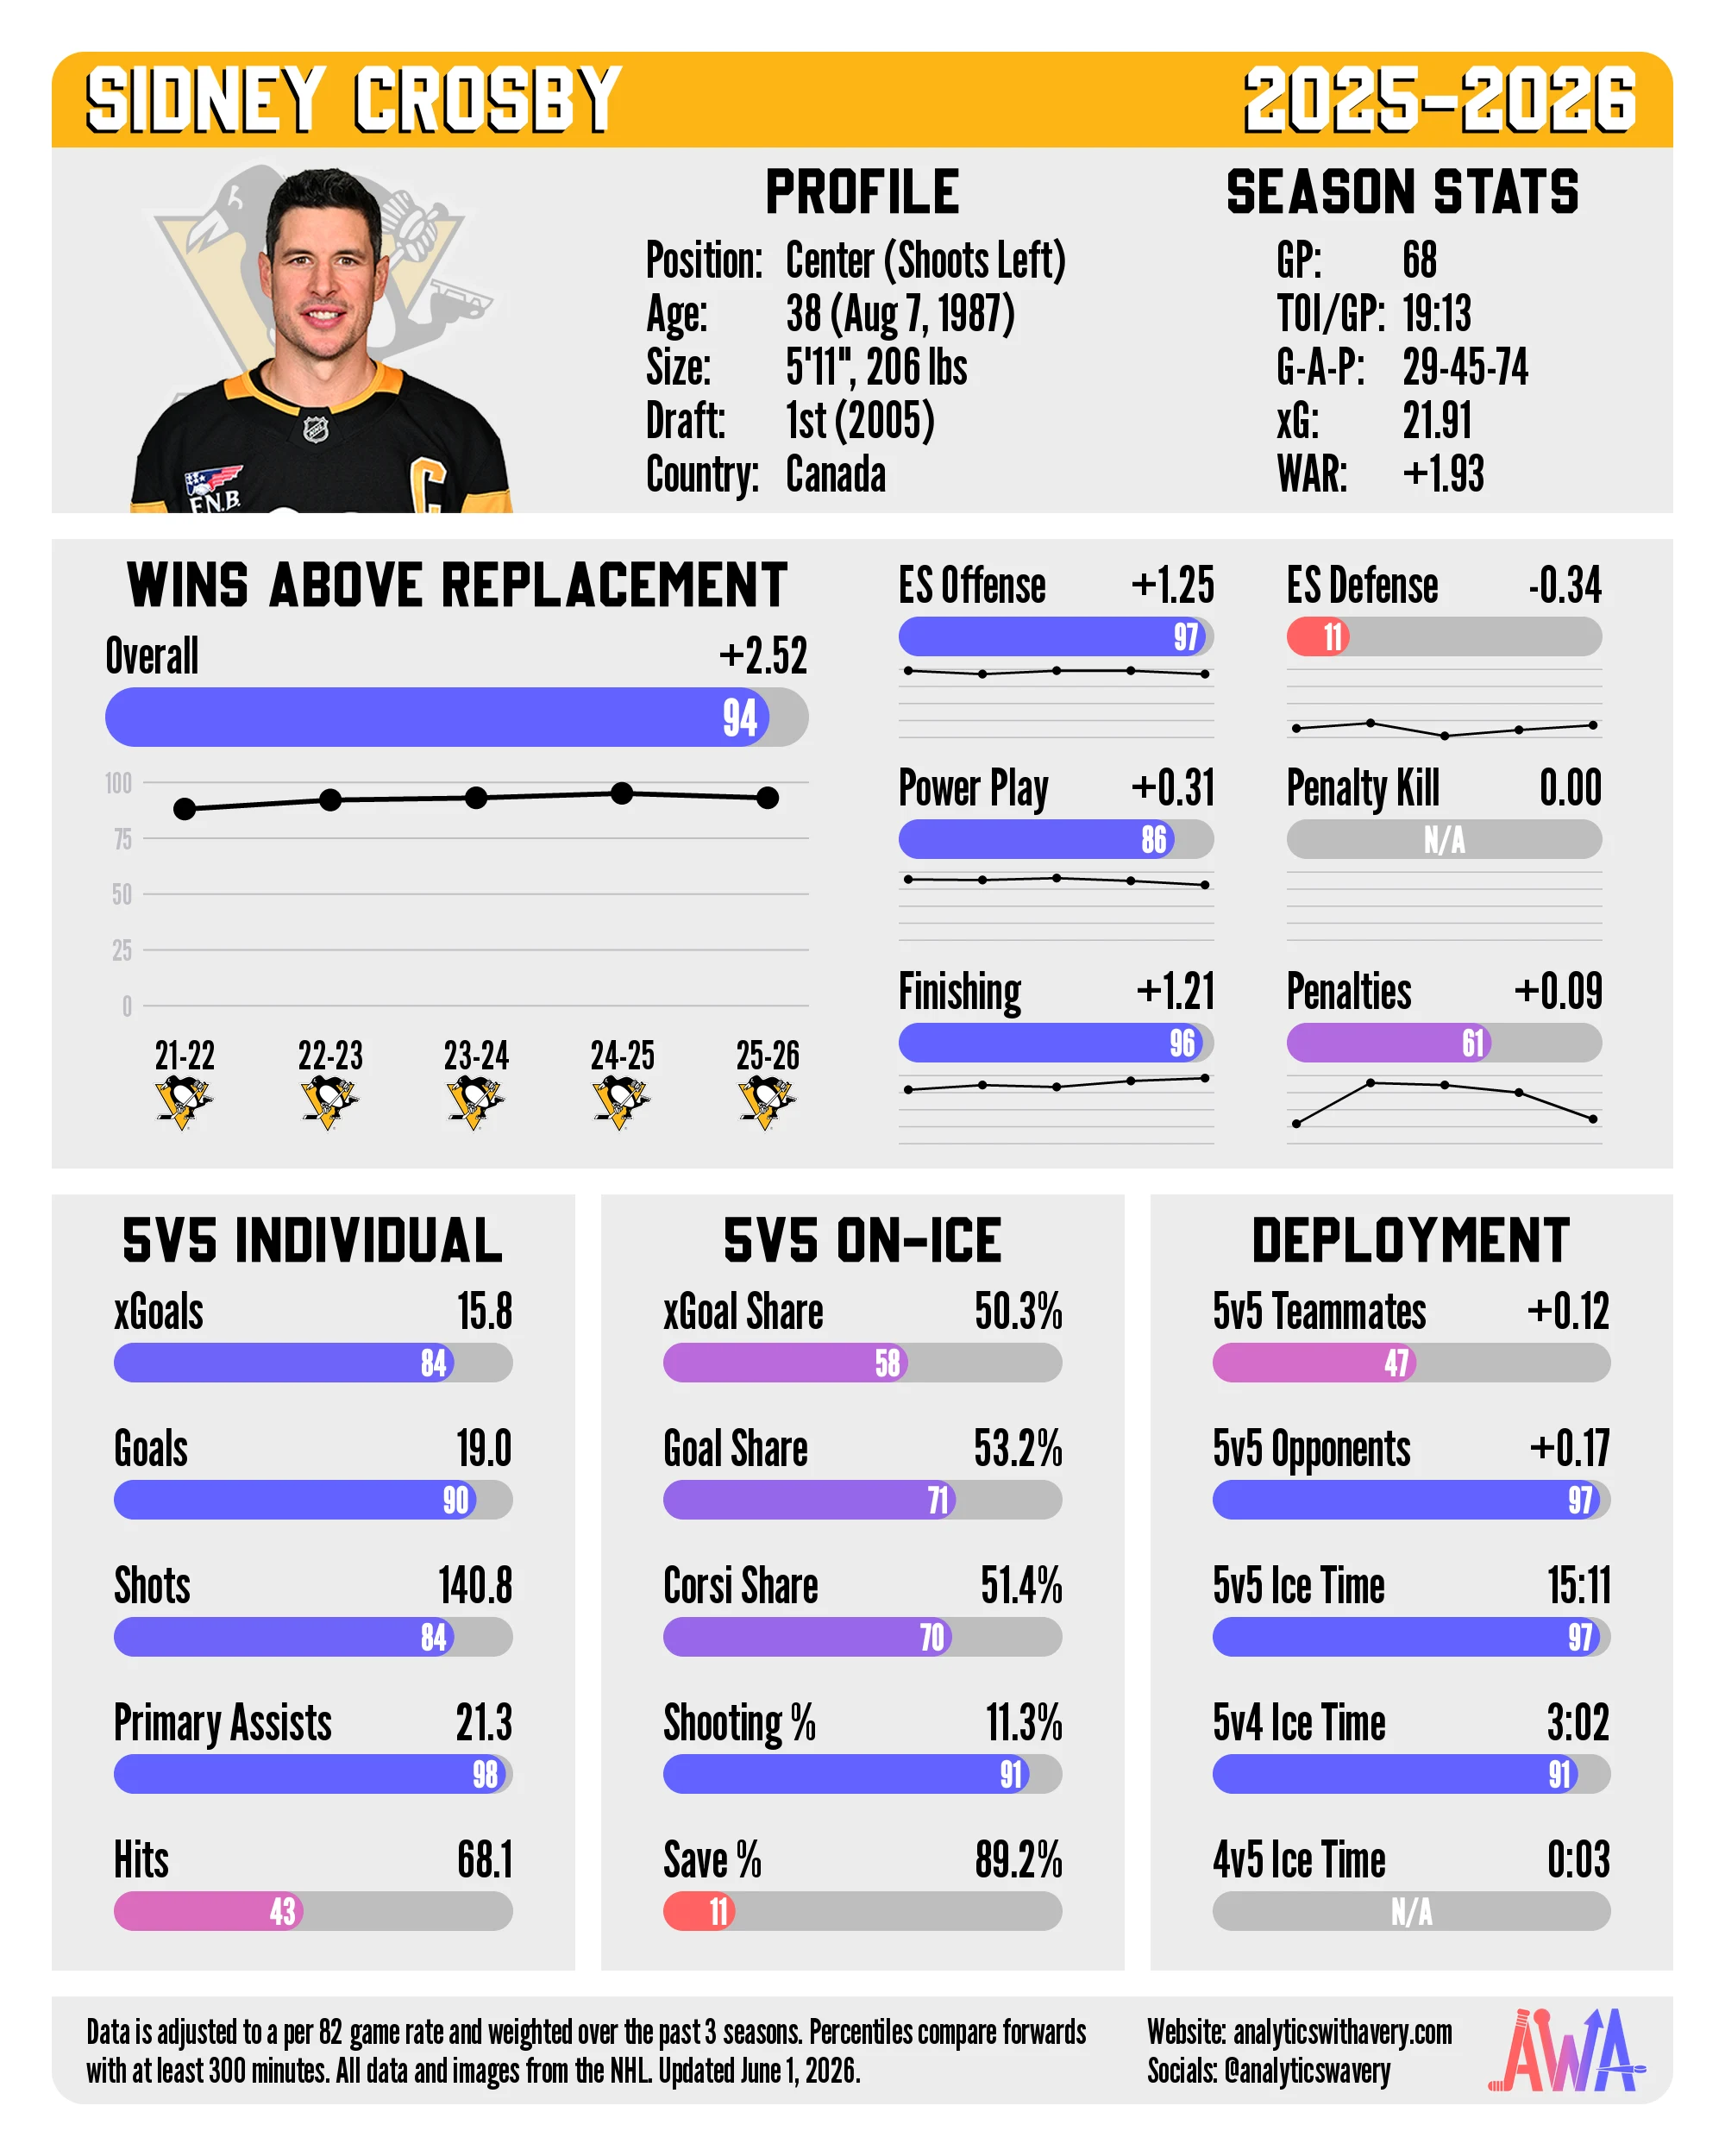 SIDNEY CROSBY
2025-2026
PROFILE
Position: Center (Shoots Left)
Age: 38 (Aug 7, 1987)
Size: 5'11", 206 lbs
Draft: 1st (2005)
Country: Canada
SEASON STATS
GP: 68
TOI/GP: 19:13
G-A-P: 29-45-74
xG: 21.91
WAR: +1.93
NHL
F.N.B.
C
WINS ABOVE REPLACEMENT
Overall +2.52
94
100
75
50
25
0
21-22 22-23 23-24 24-25 25-26
ES Offense +1.25
97
ES Defense -0.34
11
Power Play +0.31
86
Penalty Kill 0.00
N/A
Finishing +1.21
96
Penalties +0.09
61
5V5 INDIVIDUAL
xGoals 15.8
84
Goals 19.0
90
Shots 140.8
84
Primary Assists 21.3
98
Hits 68.1
43
5V5 ON-ICE
xGoal Share 50.3%
58
Goal Share 53.2%
71
Corsi Share 51.4%
70
Shooting % 11.3%
91
Save % 89.2%
11
DEPLOYMENT
5v5 Teammates +0.12
47
5v5 Opponents +0.17
97
5v5 Ice Time 15:11
97
5v4 Ice Time 3:02
91
4v5 Ice Time 0:03
N/A
Data is adjusted to a per 82 game rate and weighted over the past 3 seasons. Percentiles compare forwards
with at least 300 minutes. All data and images from the NHL. Updated June 1, 2026.
Website: analyticswithavery.com
Socials: @analyticswavery
AWA